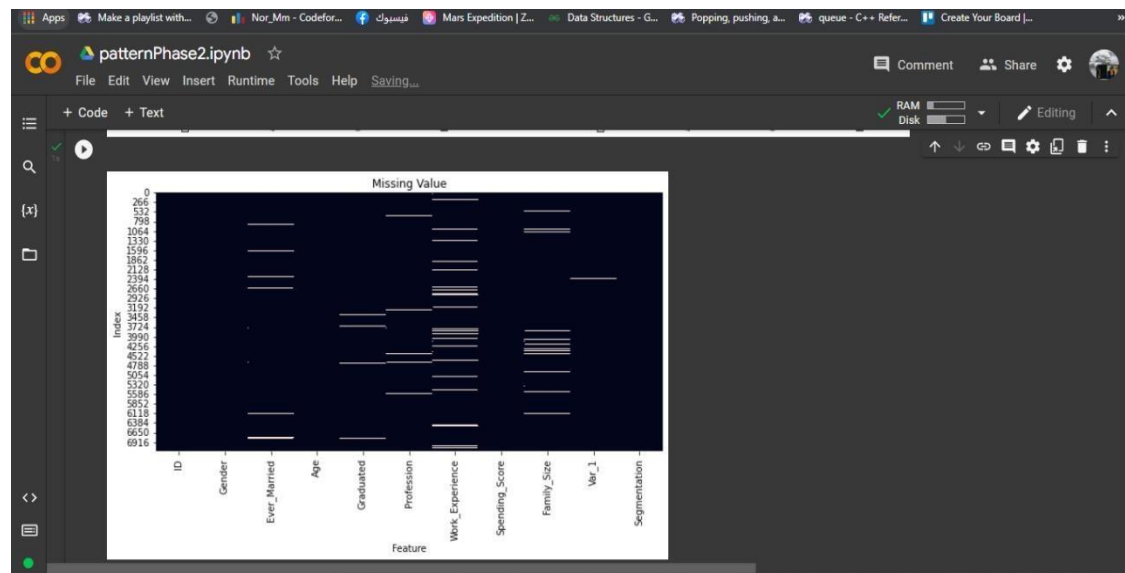 Apps Make a playlist with... Nor_Mm - Codefor... فيسبوك Mars Expedition | Z... Data Structures - G... Popping, pushing, a... queue - C++ Refer... Create Your Board |... »
CO patternPhase2.ipynb
File Edit View Insert Runtime Tools Help Saving...
Comment Share
+ Code + Text
RAM
Disk
Editing
1s
{x}
<>
Missing Value
0
266
532
798
1064
1330
1596
1862
2128
2394
2660
2926
3192
3458
3724
3990
4256
4522
4788
5054
5320
5586
5852
6118
6384
6650
6916
Index
ID
Gender
Ever_Married
Age
Graduated
Profession
Work_Experience
Spending_Score
Family_Size
Var_1
Segmentation
Feature